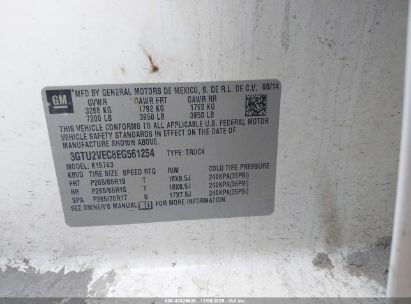 GM
MFD BY GENERAL MOTORS DE MEXICO, S. DE R.L. DE C.V. 08/14
GVWR GAWR FRT GAWR RR
3266 KG 1792 KG 1792 KG
7200 LB 3950 LB 3950 LB
THIS VEHICLE CONFORMS TO ALL APPLICABLE U.S. FEDERAL MOTOR
VEHICLE SAFETY AND THEFT PREVENTION STANDARDS IN EFFECT ON THE DATE OF
MANUFACTURE SHOWN ABOVE.
3GTU2VEC8EG561254 TYPE: TRUCK
MODEL: K15743
TIRE SIZE SPEED RTG RIM COLD TIRE PRESSURE
FRT P265/65R18 T 18X8.5J 240KPA(35PSI)
RR P265/65R18 T 18X8.5J 240KPA(35PSI)
SPA P265/70R17 S 17X7.5J 240KPA(35PSI)
SEE OWNER'S MANUAL FOR ADDITIONAL INFORMATION.